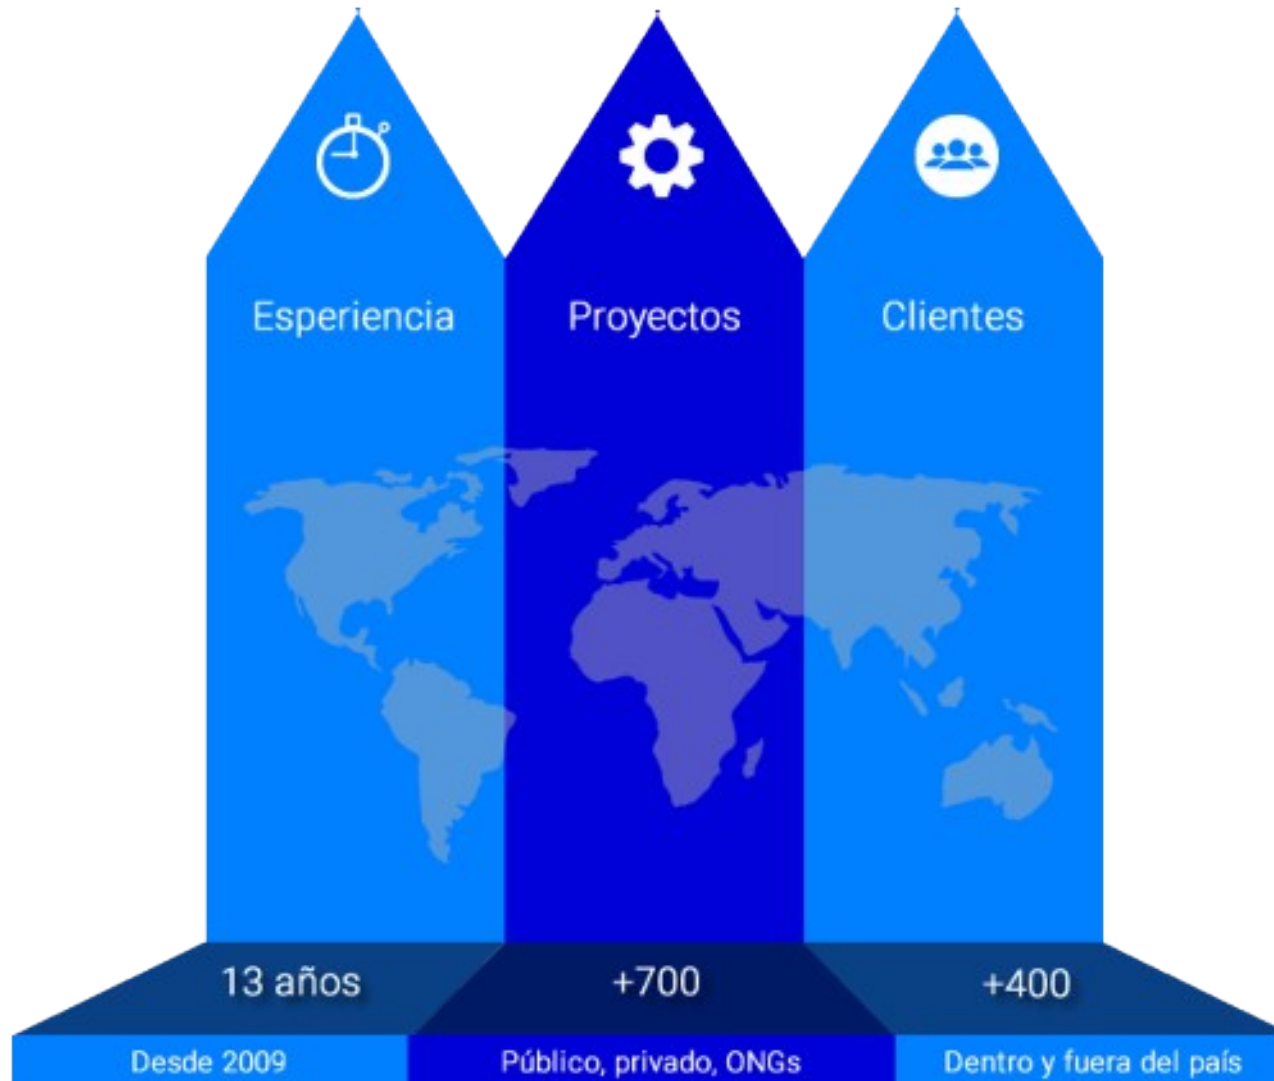 Esperiencia
Proyectos
Clientes
13 años
+700
+400
Desde 2009
Público, privado, ONGs
Dentro y fuera del país